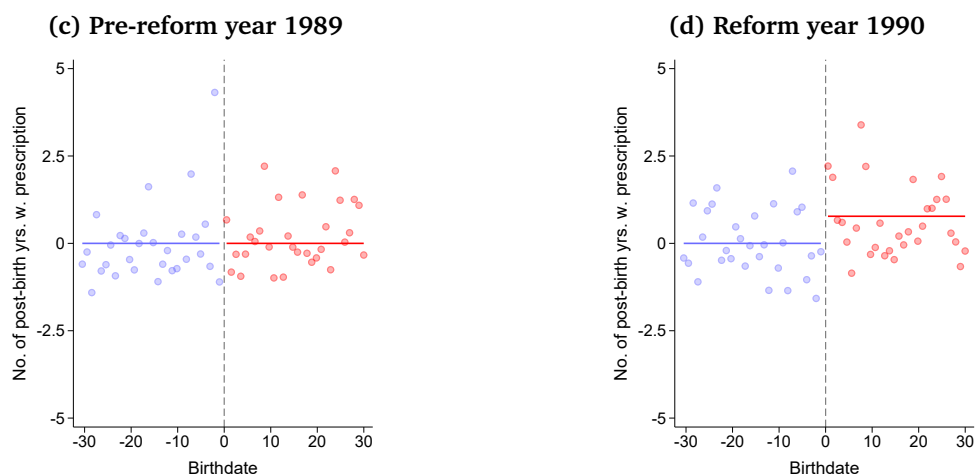 (c) Pre-reform year 1989
No. of post-birth yrs. w. prescription
5
2.5
0
-2.5
-5
-30 -20 -10 0 10 20 30
Birthdate
(d) Reform year 1990
No. of post-birth yrs. w. prescription
5
2.5
0
-2.5
-5
-30 -20 -10 0 10 20 30
Birthdate